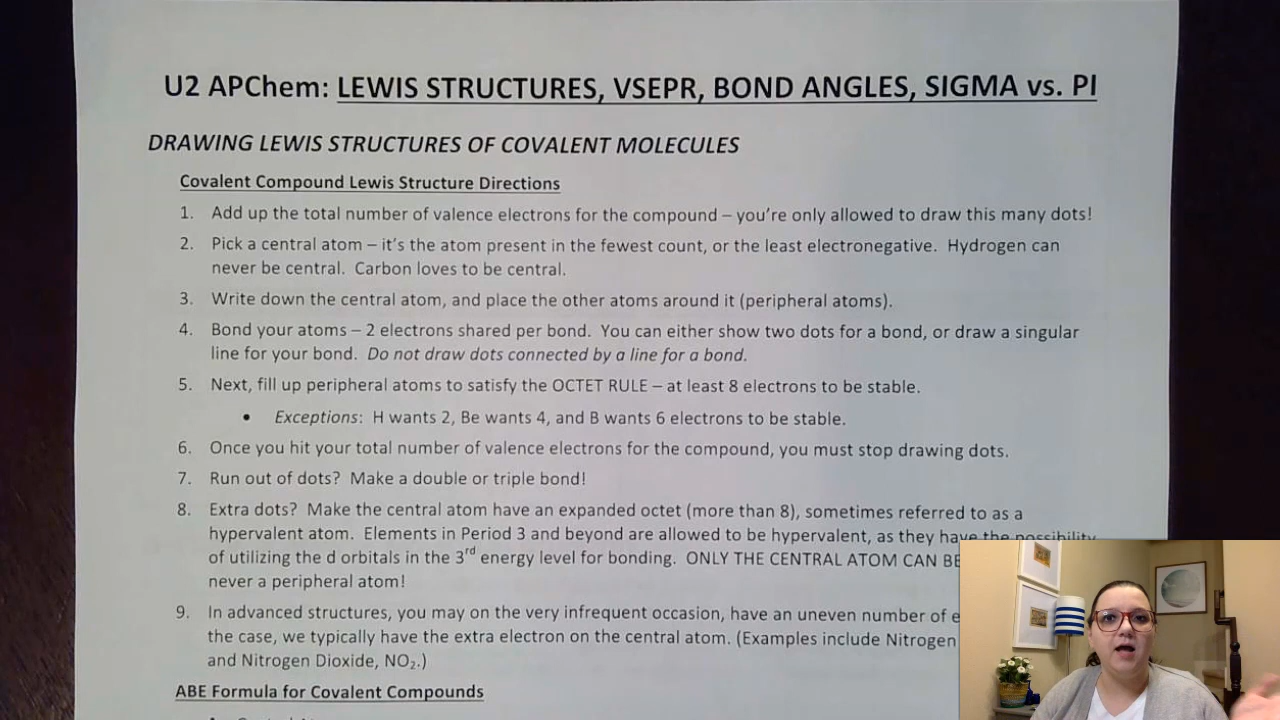 U2 APChem: LEWIS STRUCTURES, VSEPR, BOND ANGLES, SIGMA vs. PI
DRAWING LEWIS STRUCTURES OF COVALENT MOLECULES
Covalent Compound Lewis Structure Directions
1. Add up the total number of valence electrons for the compound – you're only allowed to draw this many dots!
2. Pick a central atom – it's the atom present in the fewest count, or the least electronegative. Hydrogen can
never be central. Carbon loves to be central.
3. Write down the central atom, and place the other atoms around it (peripheral atoms).
4. Bond your atoms – 2 electrons shared per bond. You can either show two dots for a bond, or draw a singular
line for your bond. Do not draw dots connected by a line for a bond.
5. Next, fill up peripheral atoms to satisfy the OCTET RULE – at least 8 electrons to be stable.
• Exceptions: H wants 2, Be wants 4, and B wants 6 electrons to be stable.
6. Once you hit your total number of valence electrons for the compound, you must stop drawing dots.
7. Run out of dots? Make a double or triple bond!
8. Extra dots? Make the central atom have an expanded octet (more than 8), sometimes referred to as a
hypervalent atom. Elements in Period 3 and beyond are allowed to be hypervalent, as they have the possibility
of utilizing the d orbitals in the 3rd energy level for bonding. ONLY THE CENTRAL ATOM CAN BE
never a peripheral atom!
9. In advanced structures, you may on the very infrequent occasion, have an uneven number of e
the case, we typically have the extra electron on the central atom. (Examples include Nitrogen
and Nitrogen Dioxide, NO₂.)
ABE Formula for Covalent Compounds